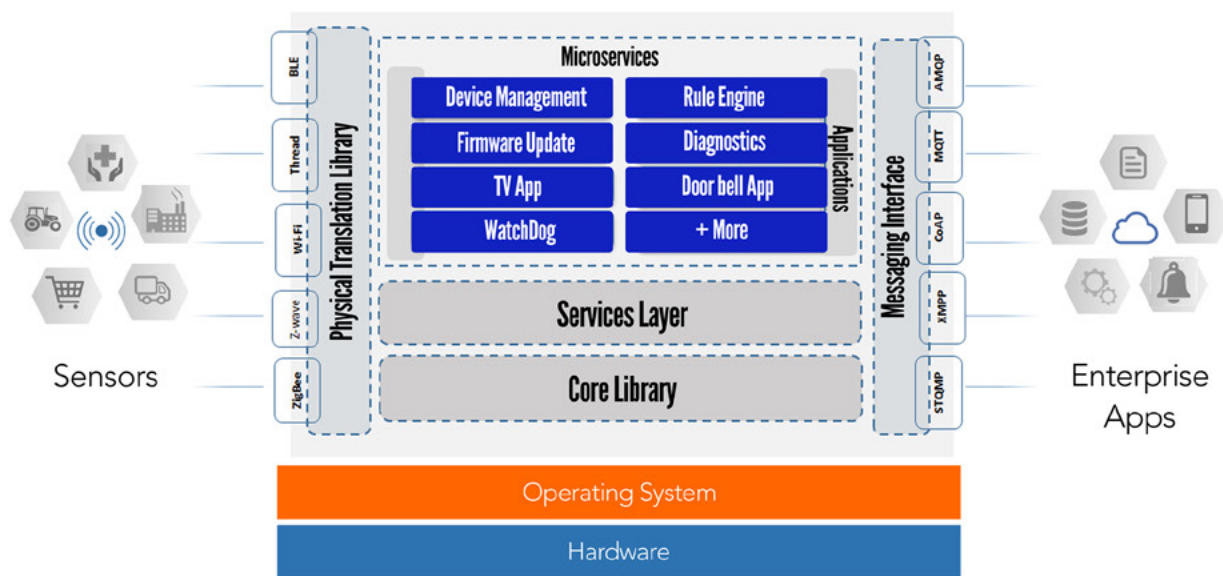 Sensors
BLE
Thread
Wi-Fi
Z-wave
ZigBee
Physical Translation Library
Microservices
Device Management
Rule Engine
Firmware Update
Diagnostics
TV App
Door bell App
WatchDog
+ More
Applications
Services Layer
Core Library
Messaging Interface
AMQP
MQTT
CoAP
XMPP
STOMP
Enterprise
Apps
Operating System
Hardware